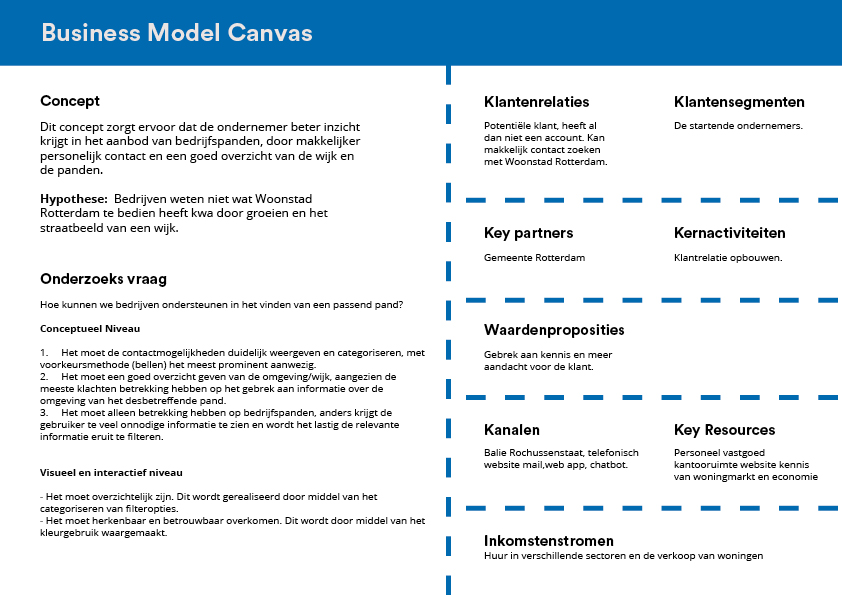 Business Model Canvas
Concept
Dit concept zorgt ervoor dat de ondernemer beter inzicht
krijgt in het aanbod van bedrijfspanden, door makkelijker
personelijk contact en een goed overzicht van de wijk en
de panden.
Hypothese: Bedrijven weten niet wat Woonstad
Rotterdam te bedien heeft kwa door groeien en het
straatbeeld van een wijk.
Onderzoeks vraag
Hoe kunnen we bedrijven ondersteunen in het vinden van een passend pand?
Conceptueel Niveau
1. Het moet de contactmogelijkheden duidelijk weergeven en categoriseren, met
voorkeursmethode (bellen) het meest prominent aanwezig.
2. Het moet een goed overzicht geven van de omgeving/wijk, aangezien de
meeste klachten betrekking hebben op het gebrek aan informatie over de
omgeving van het desbetreffende pand.
3. Het moet alleen betrekking hebben op bedrijfspanden, anders krijgt de
gebruiker te veel onnodige informatie te zien en wordt het lastig de relevante
informatie eruit te filteren.
Visueel en interactief niveau
- Het moet overzichtelijk zijn. Dit wordt gerealiseerd door middel van het
categoriseren van filteropties.
- Het moet herkenbaar en betrouwbaar overkomen. Dit wordt door middel van het
kleurgebruik waargemaakt.
Klantenrelaties
Potentiële klant, heeft al
dan niet een account. Kan
makkelijk contact zoeken
met Woonstad Rotterdam.
Klantensegmenten
De startende ondernemers.
Key partners
Gemeente Rotterdam
Kernactiviteiten
Klantrelatie opbouwen.
Waardenproposities
Gebrek aan kennis en meer
aandacht voor de klant.
Kanalen
Balie Rochussenstaat, telefonisch
website mail,web app, chatbot.
Key Resources
Personeel vastgoed
kantooruimte website kennis
van woningmarkt en economie
Inkomstenstromen
Huur in verschillende sectoren en de verkoop van woningen